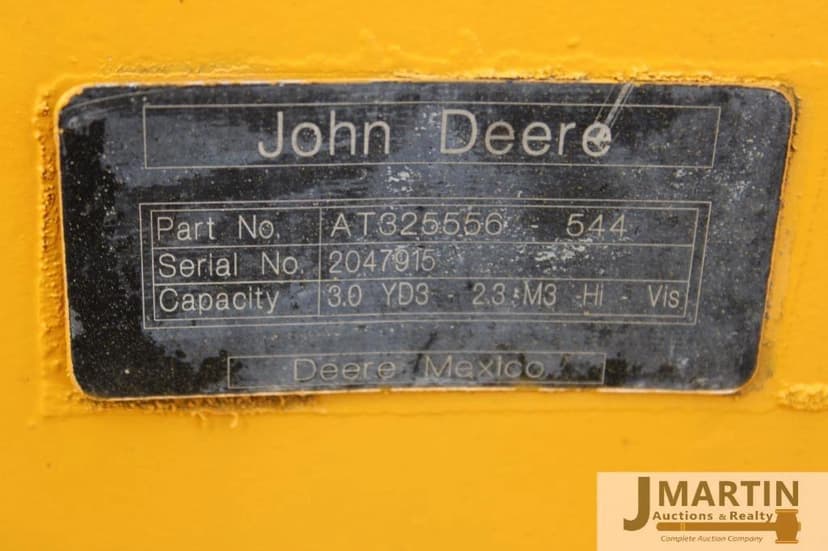 John Deere
Part No. AT325556 - 544
Serial No. 2047915
Capacity 3.0 YD3 - 2.3 M3 Hi - Vis
Deere Mexico
J MARTIN
Auctions & Realty
Complete Auction Company